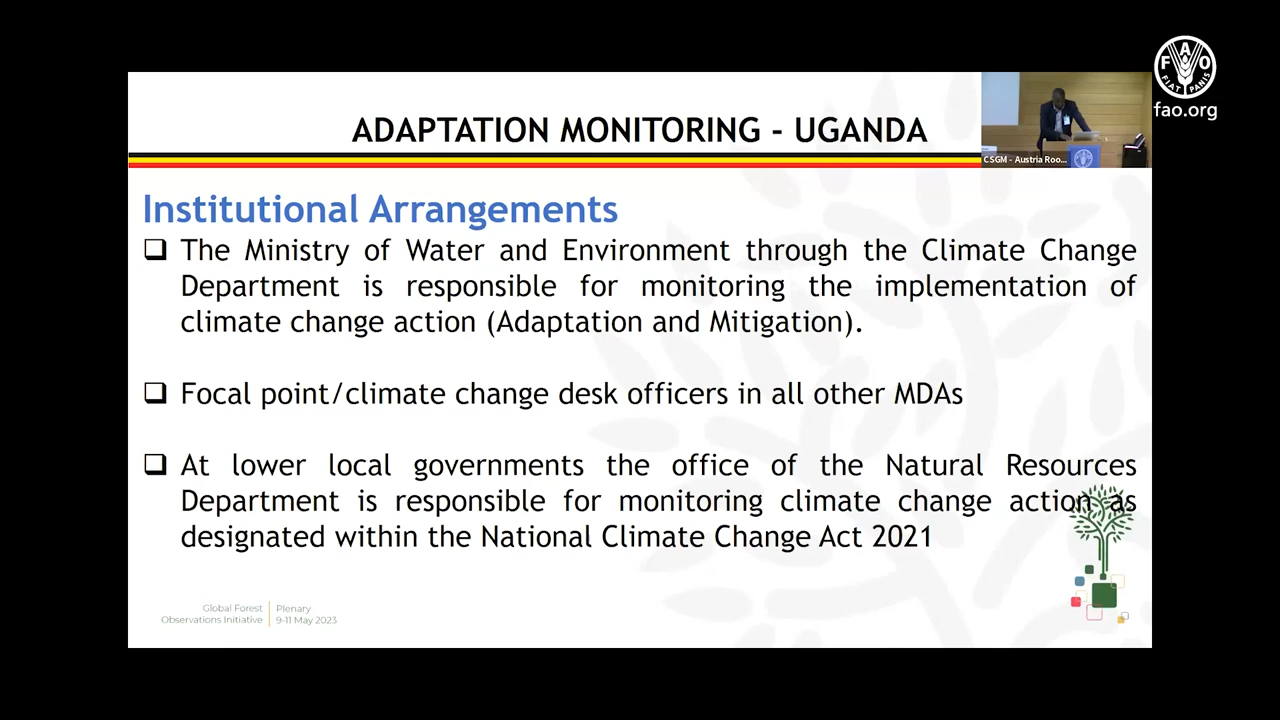 FAO
FIAT PANIS
fao.org
ADAPTATION MONITORING - UGANDA
CSGM - Austria Roo...
Institutional Arrangements
The Ministry of Water and Environment through the Climate Change
Department is responsible for monitoring the implementation of
climate change action (Adaptation and Mitigation).
Focal point/climate change desk officers in all other MDAs
At lower local governments the office of the Natural Resources
Department is responsible for monitoring climate change action as
designated within the National Climate Change Act 2021
Global Forest
Observations Initiative
Plenary
9-11 May 2023